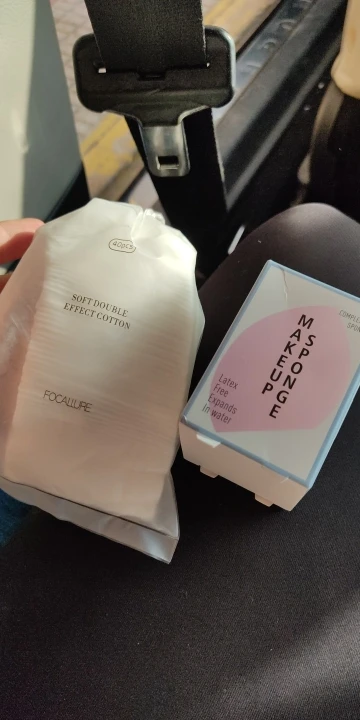 40pcs
SOFT DOUBLE
EFFECT COTTON
FOCALLURE
MAKEUP
SPONGE
Latex
Free
Expands
In water